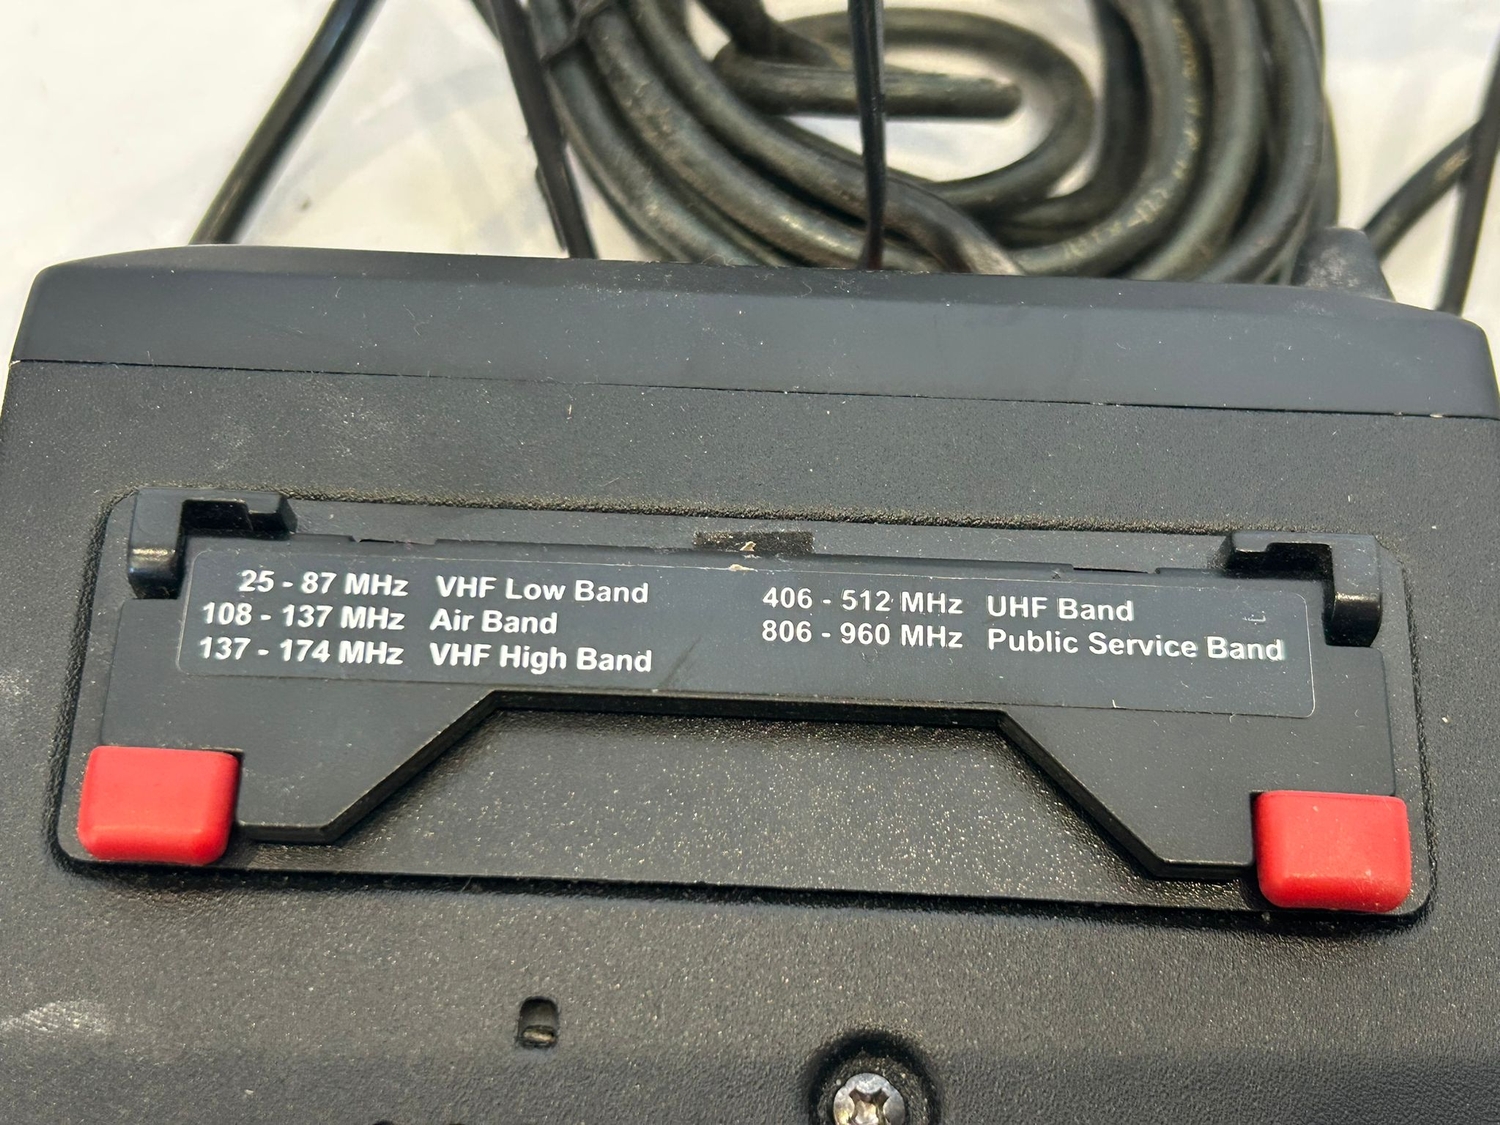 25 - 87 MHz VHF Low Band
108 - 137 MHz Air Band
137 - 174 MHz VHF High Band
406 - 512 MHz UHF Band
806 - 960 MHz Public Service Band